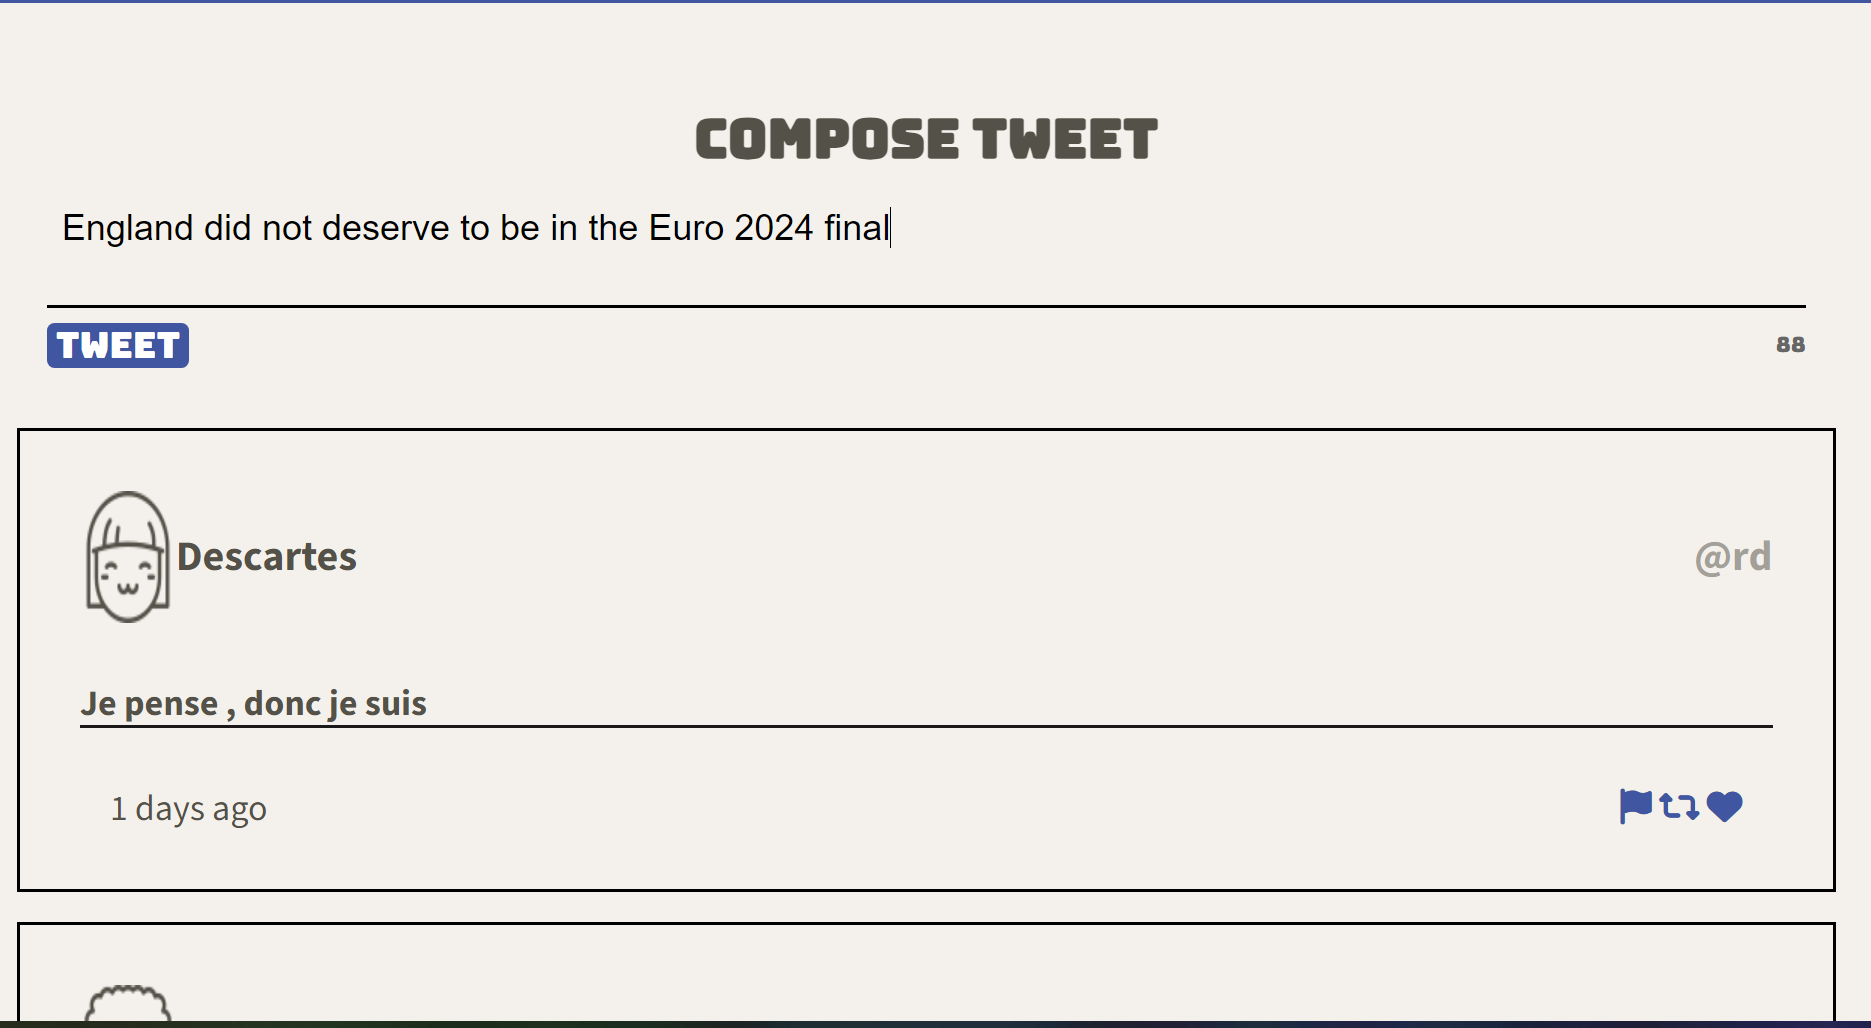 COMPOSE TWEET
England did not deserve to be in the Euro 2024 final
TWEET
88
Descartes
@rd
Je pense , donc je suis
1 days ago